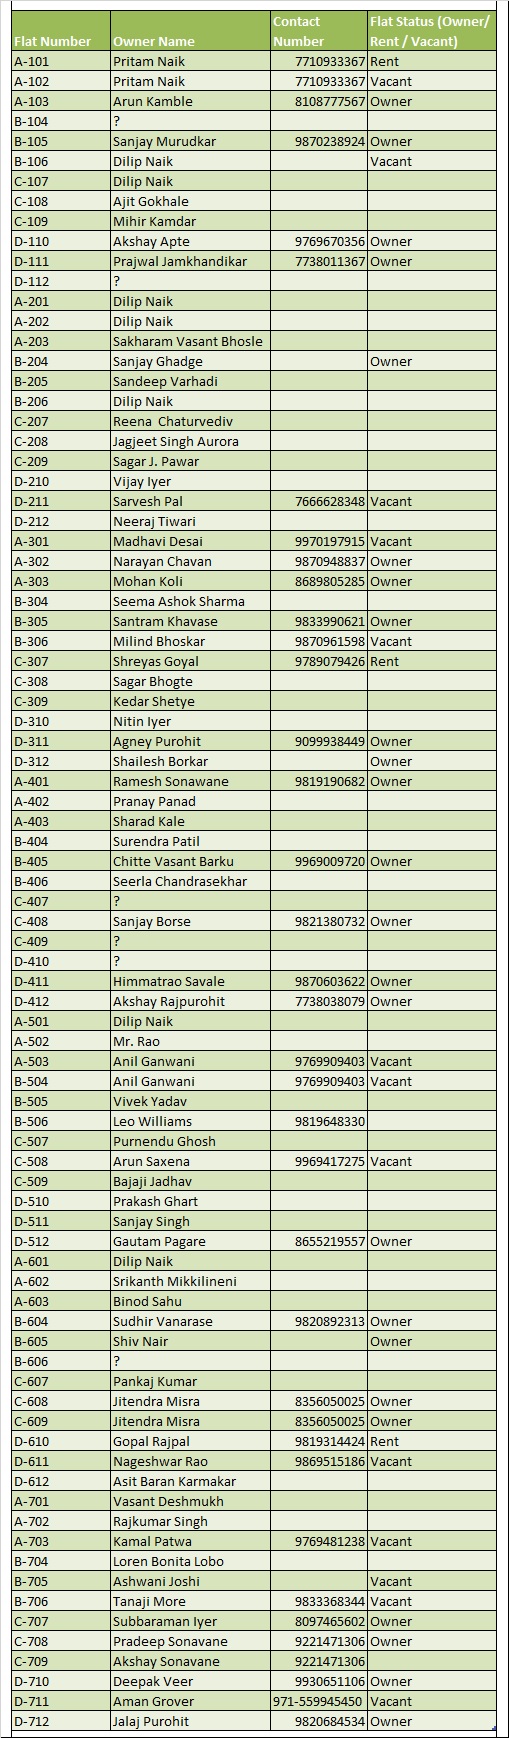 Flat Number Owner Name Contact Number Flat Status (Owner/ Rent / Vacant)
A-101 Pritam Naik 7710933367 Rent
A-102 Pritam Naik 7710933367 Vacant
A-103 Arun Kamble 8108777567 Owner
B-104 ?
B-105 Sanjay Murudkar 9870238924 Owner
B-106 Dilip Naik Vacant
C-107 Dilip Naik
C-108 Ajit Gokhale
C-109 Mihir Kamdar
D-110 Akshay Apte 9769670356 Owner
D-111 Prajwal Jamkhandikar 7738011367 Owner
D-112 ?
A-201 Dilip Naik
A-202 Dilip Naik
A-203 Sakharam Vasant Bhosle
B-204 Sanjay Ghadge Owner
B-205 Sandeep Varhadi
B-206 Dilip Naik
C-207 Reena  Chaturvediv
C-208 Jagjeet Singh Aurora
C-209 Sagar J. Pawar
D-210 Vijay Iyer
D-211 Sarvesh Pal 7666628348 Vacant
D-212 Neeraj Tiwari
A-301 Madhavi Desai 9970197915 Vacant
A-302 Narayan Chavan 9870948837 Owner
A-303 Mohan Koli 8689805285 Owner
B-304 Seema Ashok Sharma
B-305 Santram Khavase 9833990621 Owner
B-306 Milind Bhoskar 9870961598 Vacant
C-307 Shreyas Goyal 9789079426 Rent
C-308 Sagar Bhogte
C-309 Kedar Shetye
D-310 Nitin Iyer
D-311 Agney Purohit 9099938449 Owner
D-312 Shailesh Borkar Owner
A-401 Ramesh Sonawane 9819190682 Owner
A-402 Pranay Panad
A-403 Sharad Kale
B-404 Surendra Patil
B-405 Chitte Vasant Barku 9969009720 Owner
B-406 Seerla Chandrasekhar
C-407 ?
C-408 Sanjay Borse 9821380732 Owner
C-409 ?
D-410 ?
D-411 Himmatrao Savale 9870603622 Owner
D-412 Akshay Rajpurohit 7738038079 Owner
A-501 Dilip Naik
A-502 Mr. Rao
A-503 Anil Ganwani 9769909403 Vacant
B-504 Anil Ganwani 9769909403 Vacant
B-505 Vivek Yadav
B-506 Leo Williams 9819648330
C-507 Purnendu Ghosh
C-508 Arun Saxena 9969417275 Vacant
C-509 Bajaji Jadhav
D-510 Prakash Ghart
D-511 Sanjay Singh
D-512 Gautam Pagare 8655219557 Owner
A-601 Dilip Naik
A-602 Srikanth Mikkilineni
A-603 Binod Sahu
B-604 Sudhir Vanarase 9820892313 Owner
B-605 Shiv Nair Owner
B-606 ?
C-607 Pankaj Kumar
C-608 Jitendra Misra 8356050025 Owner
C-609 Jitendra Misra 8356050025 Owner
D-610 Gopal Rajpal 9819314424 Rent
D-611 Nageshwar Rao 9869515186 Vacant
D-612 Asit Baran Karmakar
A-701 Vasant Deshmukh
A-702 Rajkumar Singh
A-703 Kamal Patwa 9769481238 Vacant
B-704 Loren Bonita Lobo
B-705 Ashwani Joshi Vacant
B-706 Tanaji More 9833368344 Vacant
C-707 Subbaraman Iyer 8097465602 Owner
C-708 Pradeep Sonavane 9221471306 Owner
C-709 Akshay Sonavane 9221471306
D-710 Deepak Veer 9930651106 Owner
D-711 Aman Grover 971-559945450 Vacant
D-712 Jalaj Purohit 9820684534 Owner